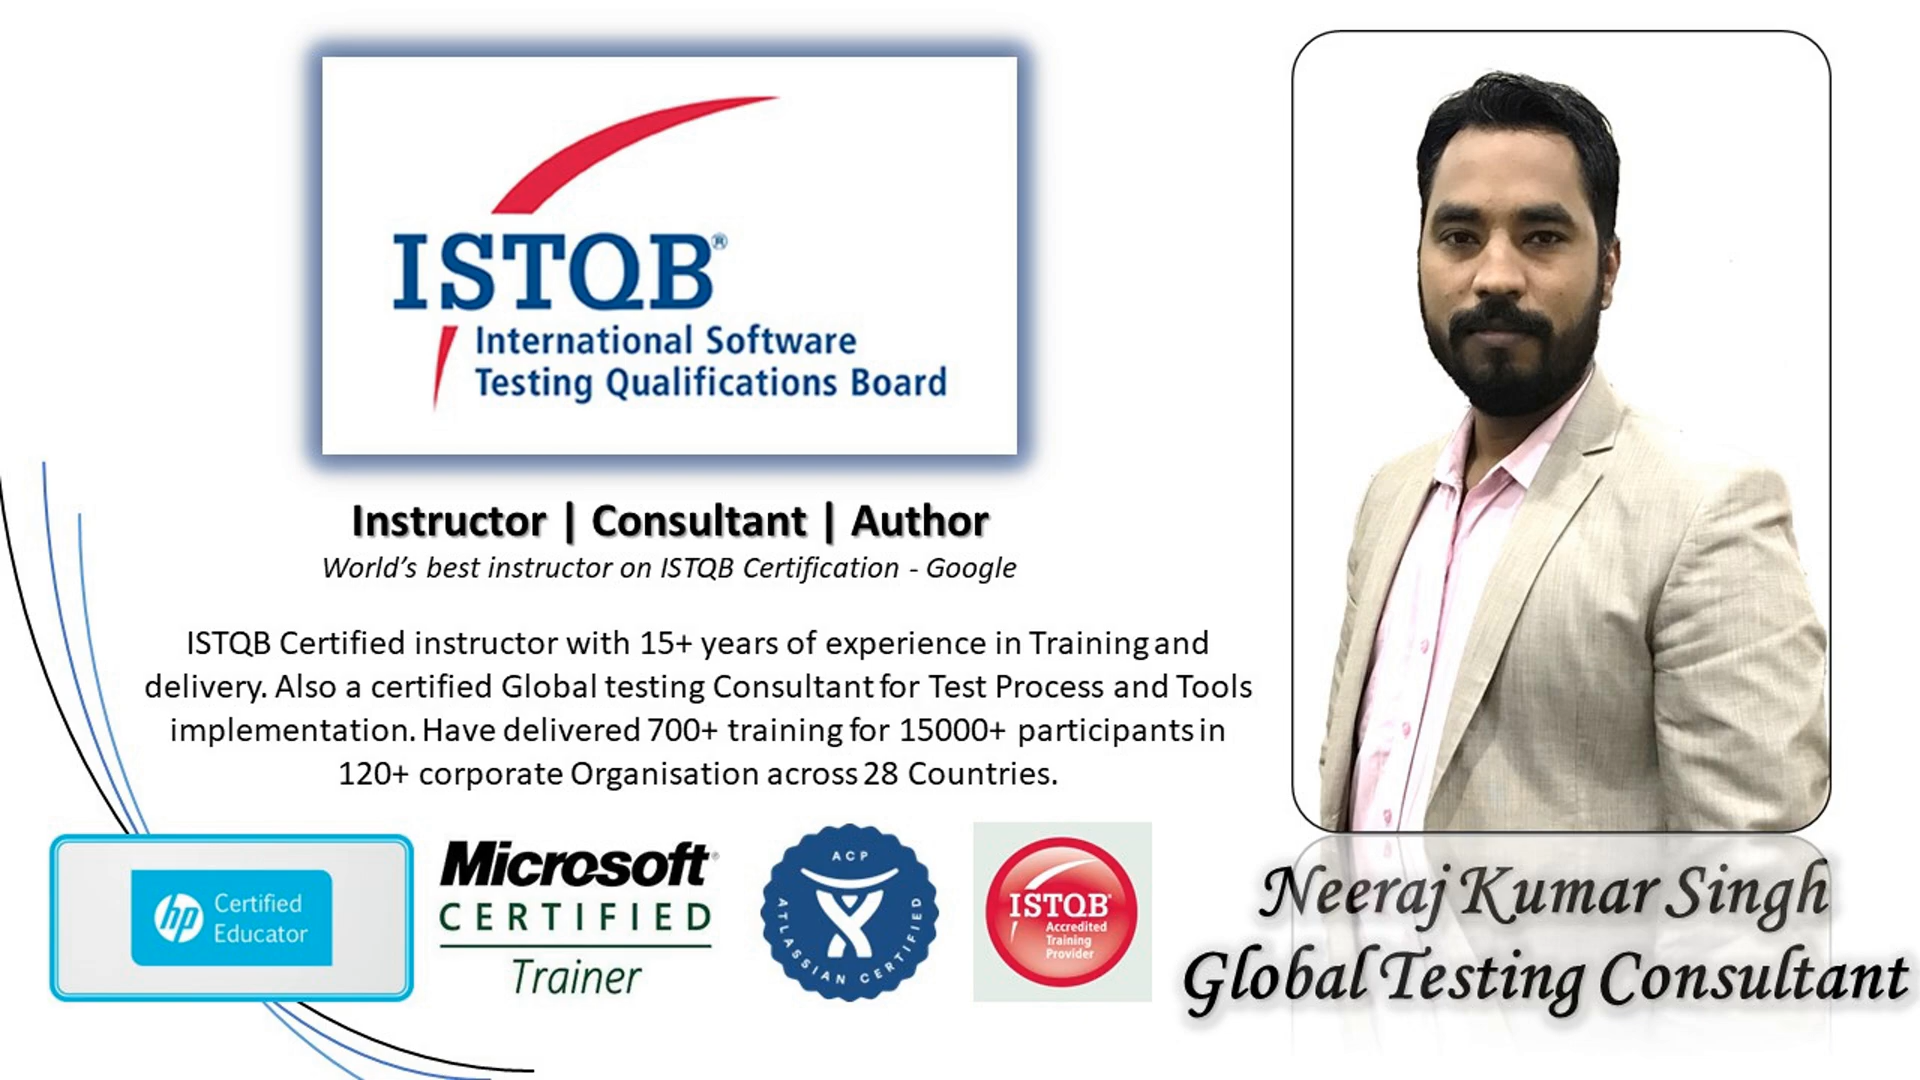 ISTQB®
International Software
Testing Qualifications Board
Instructor | Consultant | Author
World’s best instructor on ISTQB Certification - Google
ISTQB Certified instructor with 15+ years of experience in Training and
delivery. Also a certified Global testing Consultant for Test Process and Tools
implementation. Have delivered 700+ training for 15000+ participants in
120+ corporate Organisation across 28 Countries.
hp
Certified
Educator
Microsoft®
CERTIFIED
Trainer
ACP
ATLASSIAN CERTIFIED
ISTQB®
Accredited
Training
Provider
Neeraj Kumar Singh
Global Testing Consultant